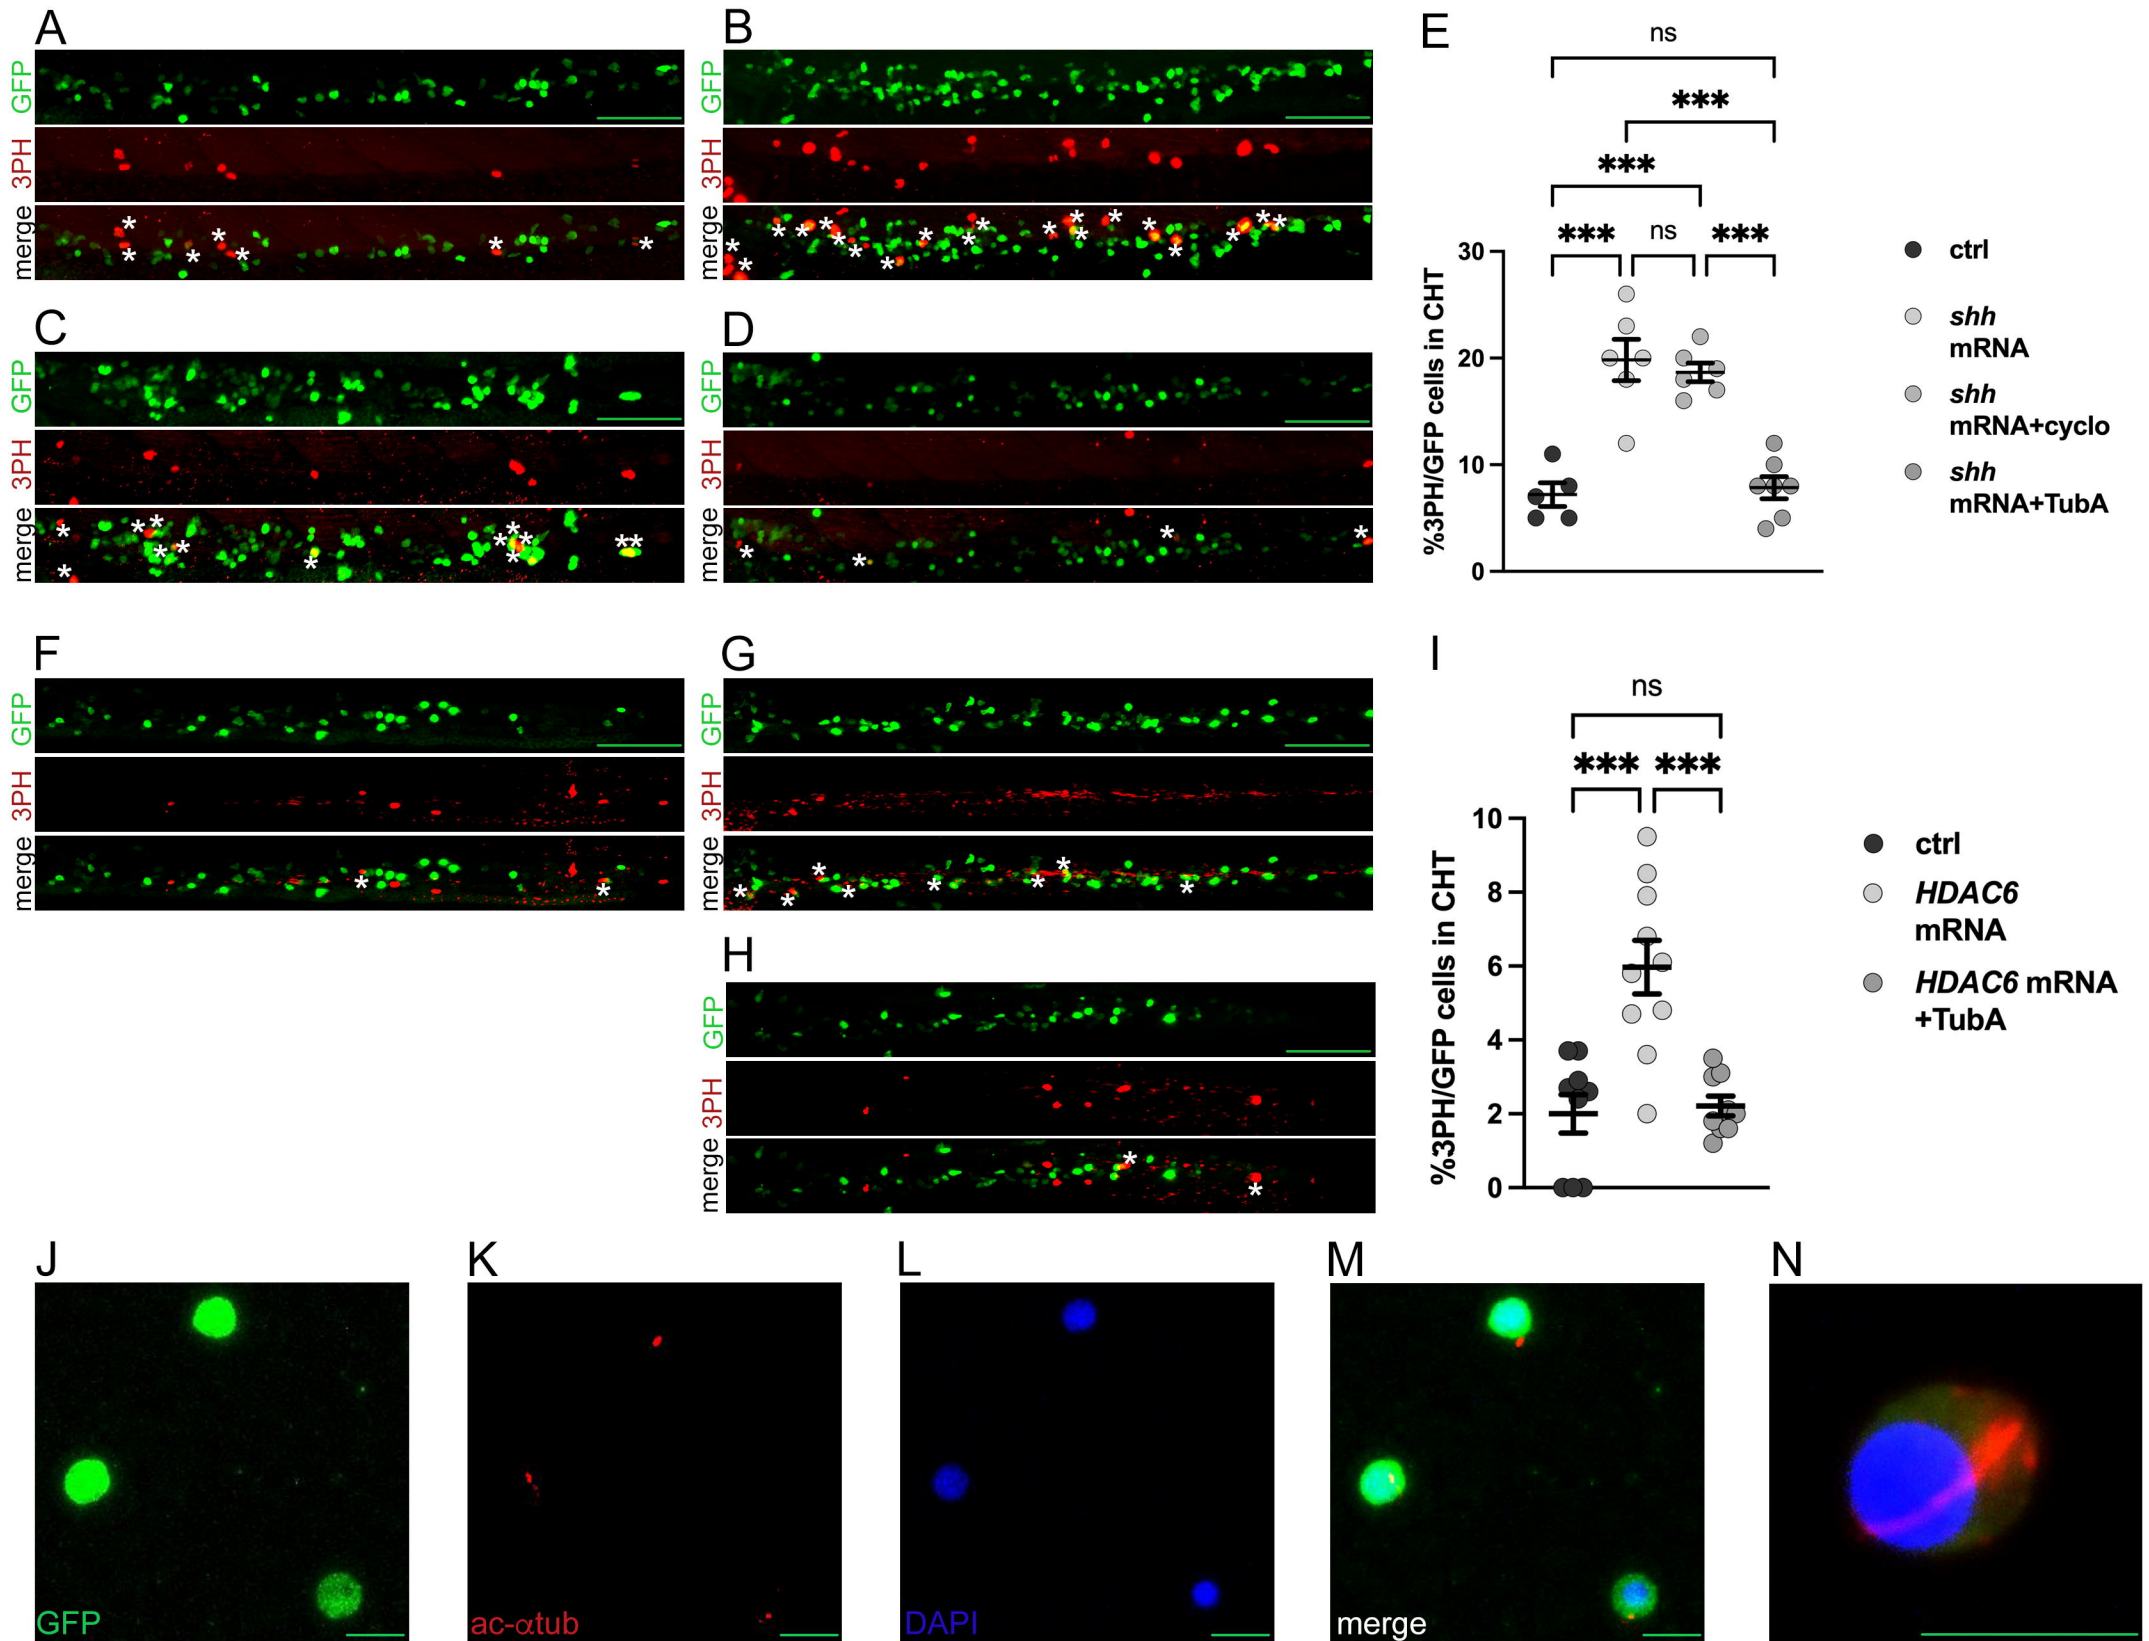 A
GFP
3PH
merge
B
GFP
3PH
merge
C
GFP
3PH
merge
D
GFP
3PH
merge
E
ns
***
***
*** ns ***
%3PH/GFP cells in CHT
30
20
10
0
ctrl
shh
mRNA
shh
mRNA+cyclo
shh
mRNA+TubA
F
GFP
3PH
merge
G
GFP
3PH
merge
H
GFP
3PH
merge
I
ns
*** ***
%3PH/GFP cells in CHT
10
8
6
4
2
0
ctrl
HDAC6
mRNA
HDAC6 mRNA
+TubA
J
GFP
K
ac-αtub
L
DAPI
M
merge
N